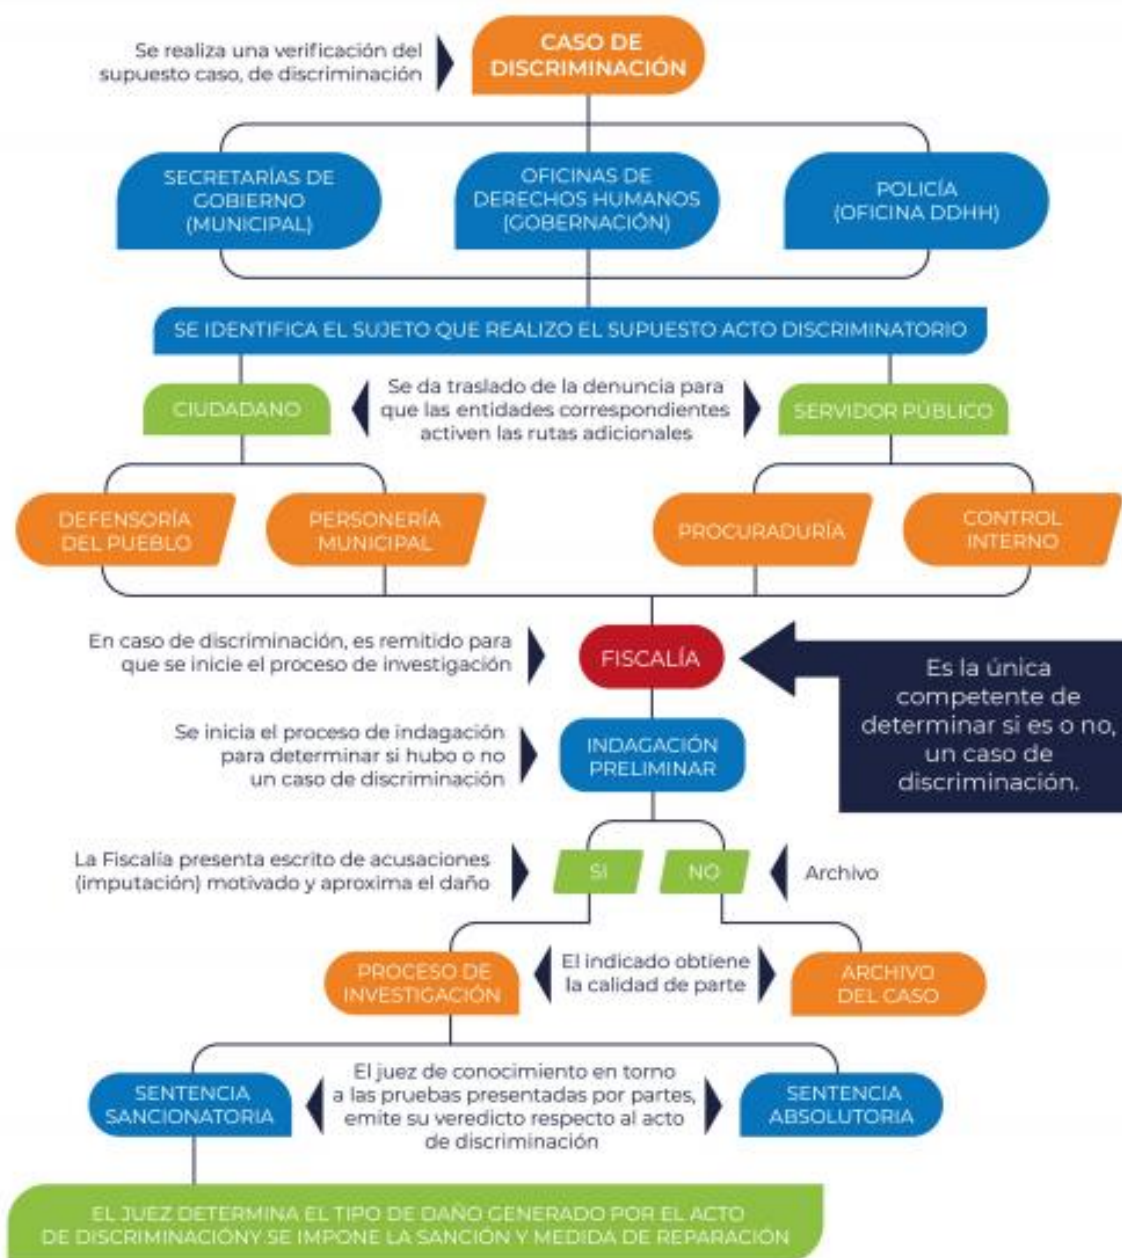 Se realiza una verificación del
supuesto caso, de discriminación
CASO DE
DISCRIMINACIÓN
SECRETARÍAS DE
GOBIERNO
(MUNICIPAL)
OFICINAS DE
DERECHOS HUMANOS
(GOBERNACIÓN)
POLICÍA
(OFICINA DDHH)
SE IDENTIFICA EL SUJETO QUE REALIZO EL SUPUESTO ACTO DISCRIMINATORIO
CIUDADANO
Se da traslado de la denuncia para
que las entidades correspondientes
activen las rutas adicionales
SERVIDOR PÚBLICO
DEFENSORÍA
DEL PUEBLO
PERSONERÍA
MUNICIPAL
PROCURADURÍA
CONTROL
INTERNO
En caso de discriminación, es remitido para
que se inicie el proceso de investigación
FISCALÍA
Es la única
competente de
determinar si es o no,
un caso de
discriminación.
Se inicia el proceso de indagación
para determinar si hubo o no
un caso de discriminación
INDAGACIÓN
PRELIMINAR
La Fiscalía presenta escrito de acusaciones
(imputación) motivado y aproxima el daño
SI
NO
Archivo
PROCESO DE
INVESTIGACIÓN
El indicado obtiene
la calidad de parte
ARCHIVO
DEL CASO
SENTENCIA
SANCIONATORIA
El juez de conocimiento en torno
a las pruebas presentadas por partes,
emite su veredicto respecto al acto
de discriminación
SENTENCIA
ABSOLUTORIA
EL JUEZ DETERMINA EL TIPO DE DAÑO GENERADO POR EL ACTO
DE DISCRIMINACIÓNY SE IMPONE LA SANCIÓN Y MEDIDA DE REPARACIÓN